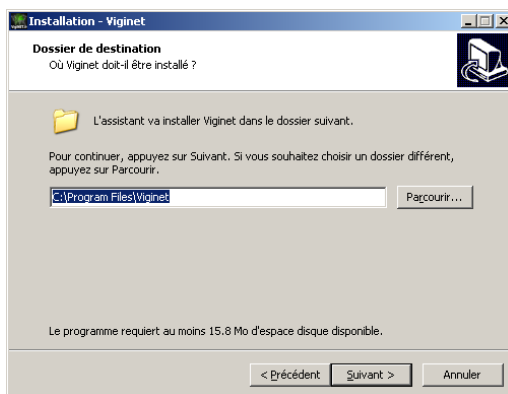 Installation - Viginet
Dossier de destination
Où Viginet doit-il être installé ?
L'assistant va installer Viginet dans le dossier suivant.
Pour continuer, appuyez sur Suivant. Si vous souhaitez choisir un dossier différent,
appuyez sur Parcourir.
C:\Program Files\Viginet
Parcourir...
Le programme requiert au moins 15.8 Mo d'espace disque disponible.
< Précédent
Suivant >
Annuler